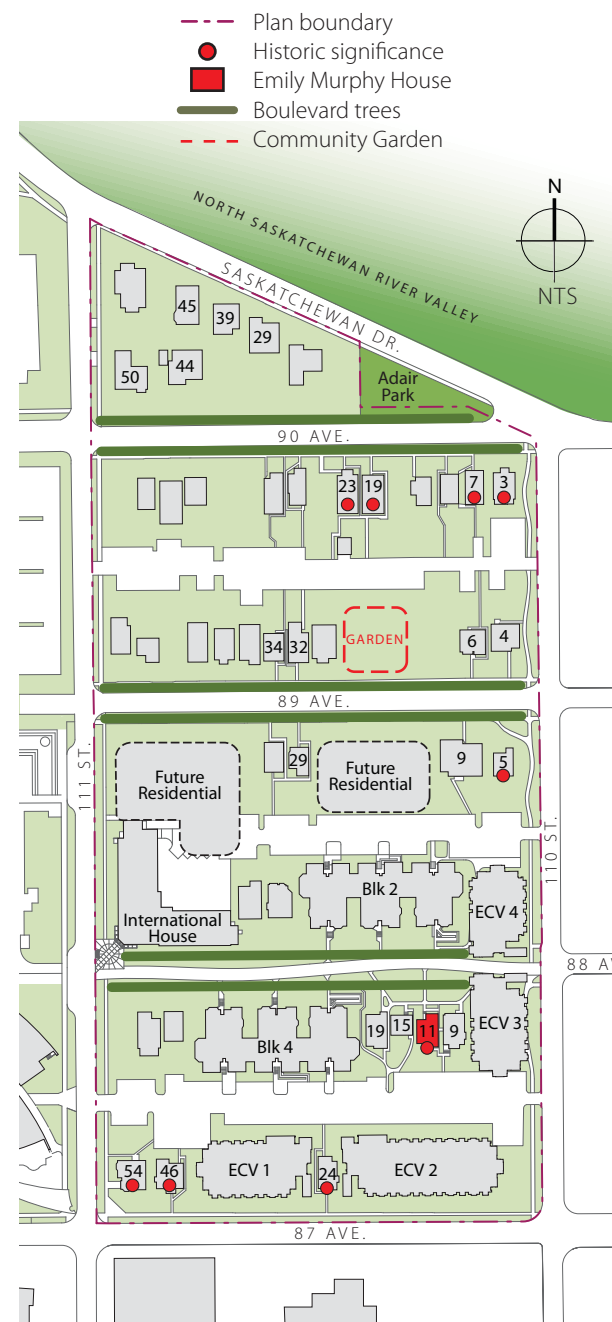 Plan boundary
Historic significance
Emily Murphy House
Boulevard trees
Community Garden
N
NTS
NORTH SASKATCHEWAN RIVER VALLEY
SASKATCHEWAN DR.
45
39
29
50
44
Adair
Park
90 AVE.
23
19
7
3
GARDEN
34
32
6
4
89 AVE.
111 ST.
Future
Residential
29
Future
Residential
9
5
110 ST.
Blk 2
ECV 4
International
House
88 AV
19
15
11
9
ECV 3
Blk 4
54
46
ECV 1
24
ECV 2
87 AVE.